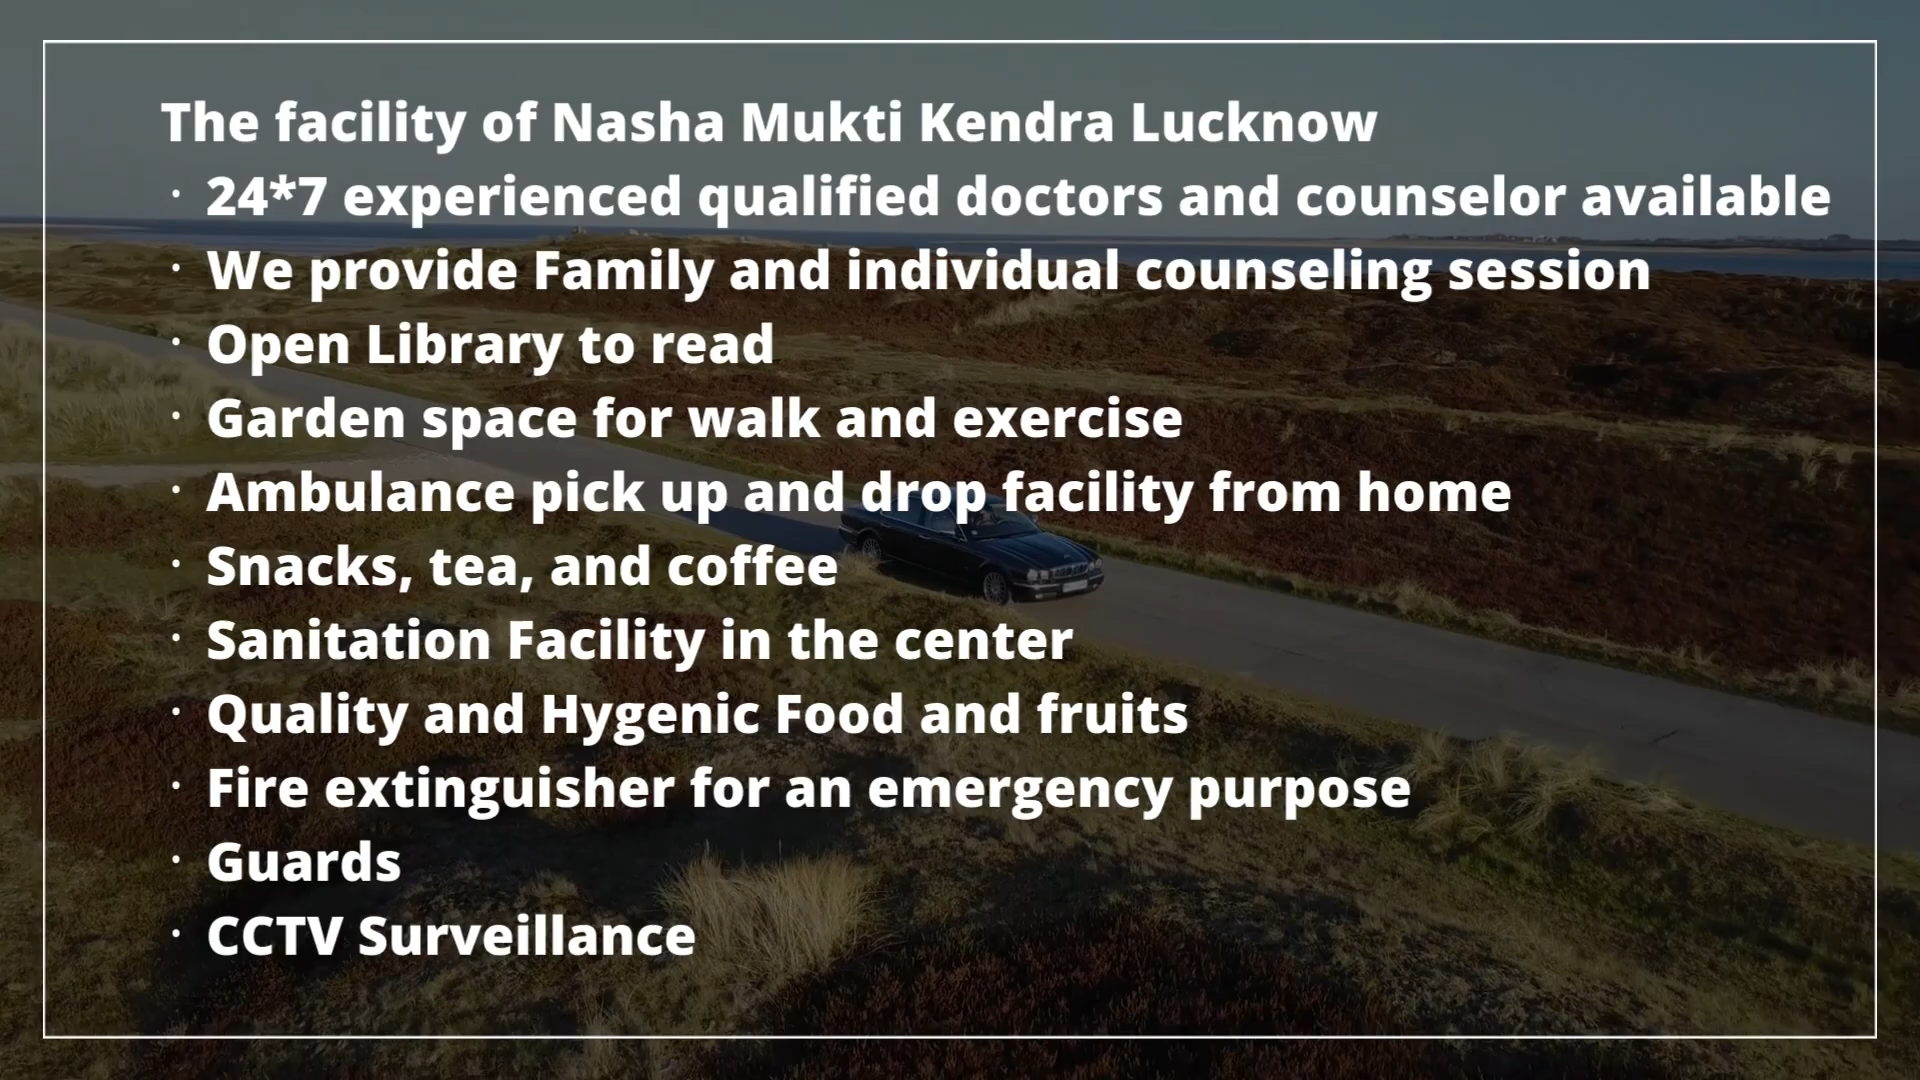 The facility of Nasha Mukti Kendra Lucknow
· 24*7 experienced qualified doctors and counselor available
· We provide Family and individual counseling session
· Open Library to read
· Garden space for walk and exercise
· Ambulance pick up and drop facility from home
· Snacks, tea, and coffee
· Sanitation Facility in the center
· Quality and Hygenic Food and fruits
· Fire extinguisher for an emergency purpose
· Guards
· CCTV Surveillance